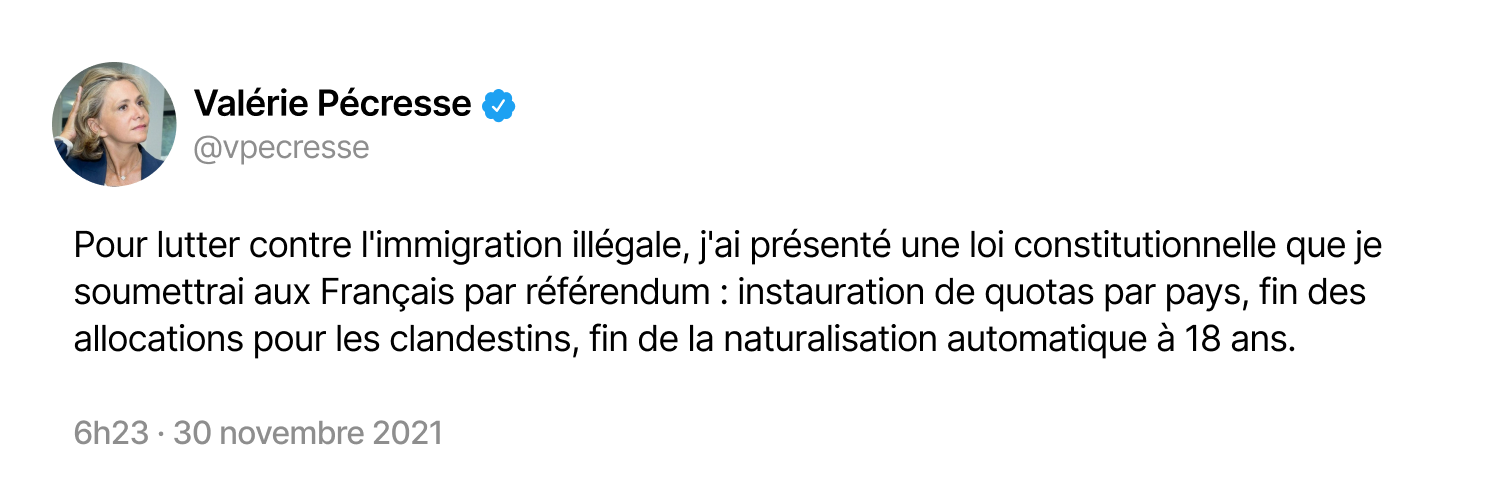 Valérie Pécresse
@vpecresse
Pour lutter contre l'immigration illégale, j'ai présenté une loi constitutionnelle que je
soumettrai aux Français par référendum : instauration de quotas par pays, fin des
allocations pour les clandestins, fin de la naturalisation automatique à 18 ans.
6h23 · 30 novembre 2021